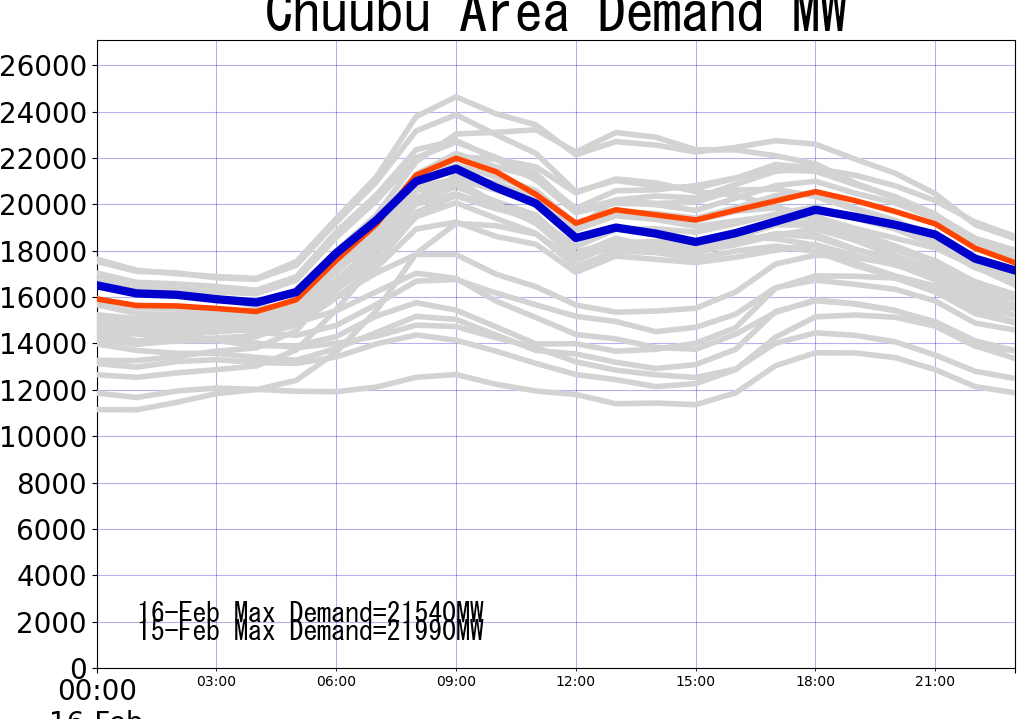 Chuubu Area Demand MW
26000
24000
22000
20000
18000
16000
14000
12000
10000
8000
6000
4000
2000
0
16-Feb Max Demand=21540MW
15-Feb Max Demand=21990MW
00:00 03:00 06:00 09:00 12:00 15:00 18:00 21:00
16-Feb